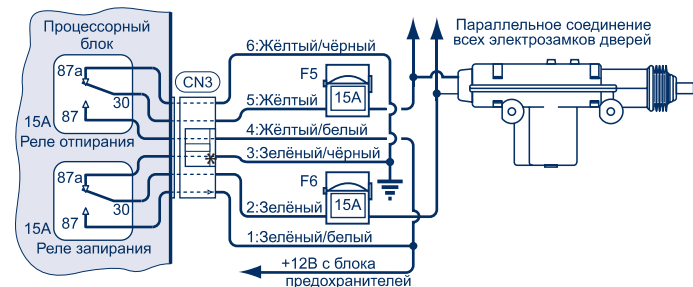 Процессорный
блок
87a
30
15A 87
Реле отпирания
87a
30
15A 87
Реле запирания
CN3
*
6:Жёлтый/чёрный
F5
15A
5:Жёлтый
4:Жёлтый/белый
3:Зелёный/чёрный
F6
15A
2:Зелёный
1:Зелёный/белый
+12В с блока
предохранителей
Параллельное соединение
всех электрозамков дверей